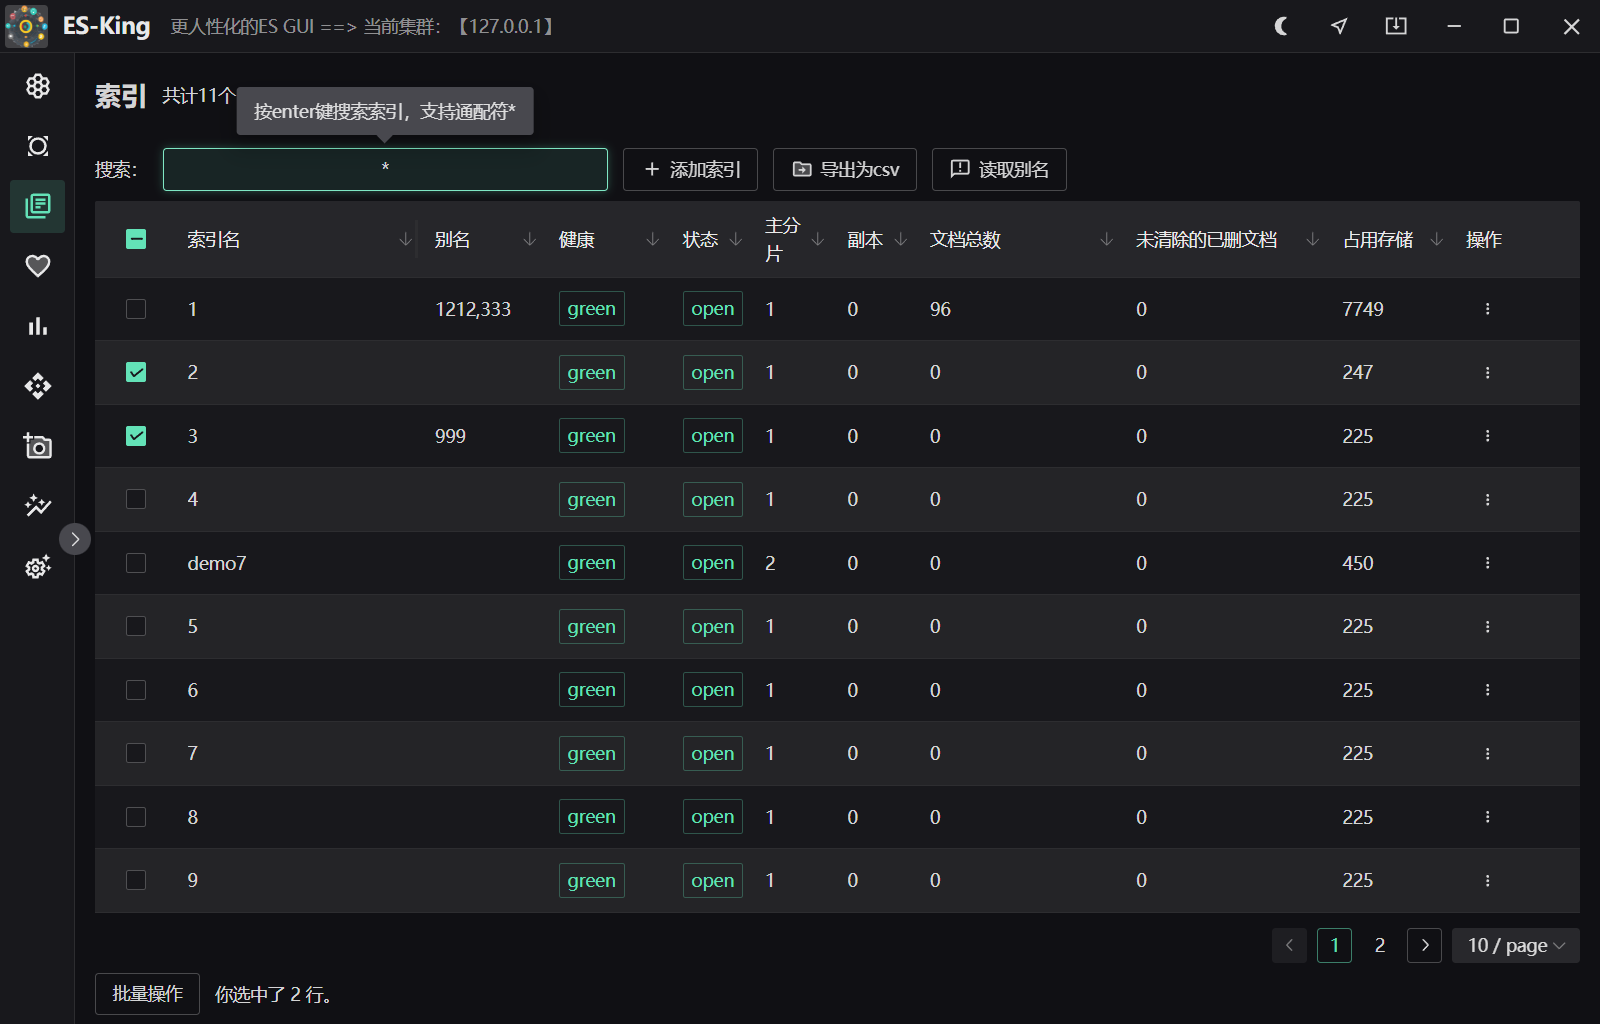 ES-King 更人性化的ES GUI ==> 当前集群：【127.0.0.1】
索引 共计11个
按enter键搜索索引，支持通配符*
搜索： * 添加索引 导出为csv 读取别名
索引名 别名 健康 状态 主分片 副本 文档总数 未清除的已删文档 占用存储 操作
1 1212,333 green open 1 0 96 0 7749
2 green open 1 0 0 0 247
3 999 green open 1 0 0 0 225
4 green open 1 0 0 0 225
demo7 green open 2 0 0 0 450
5 green open 1 0 0 0 225
6 green open 1 0 0 0 225
7 green open 1 0 0 0 225
8 green open 1 0 0 0 225
9 green open 1 0 0 0 225
1 2 10 / page
批量操作 你选中了 2 行。